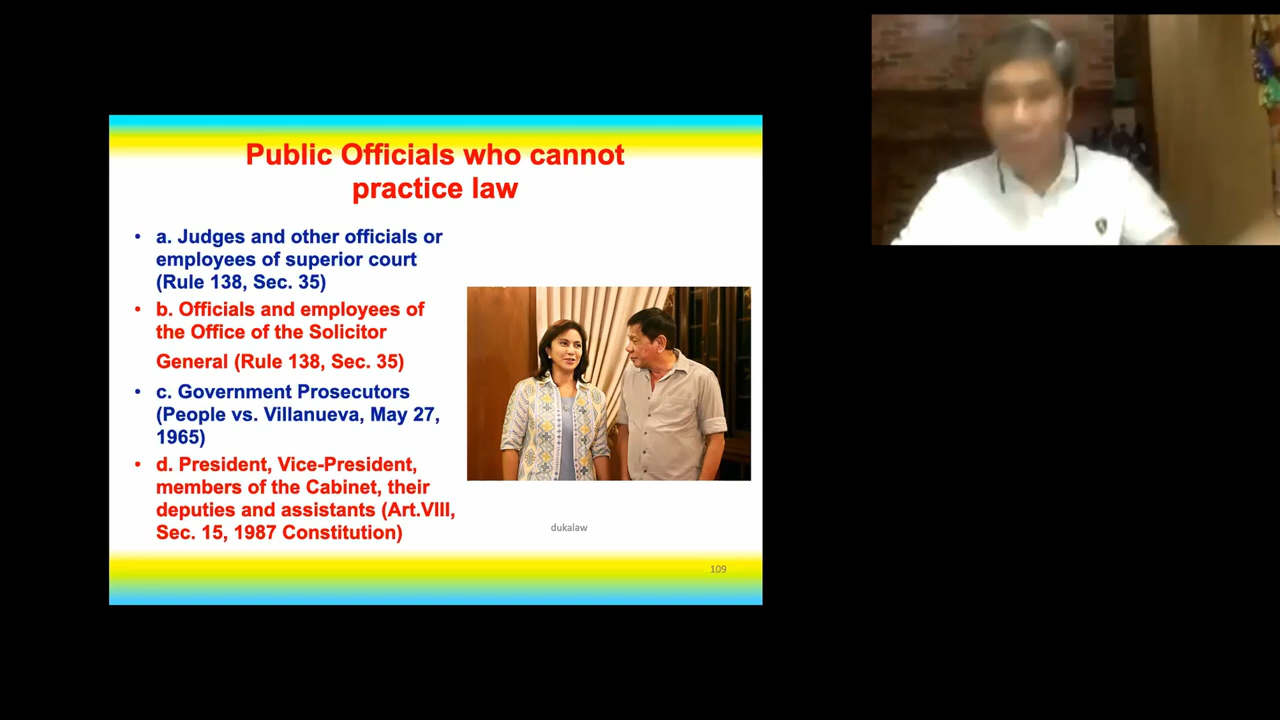 Public Officials who cannot
practice law
• a. Judges and other officials or
employees of superior court
(Rule 138, Sec. 35)
• b. Officials and employees of
the Office of the Solicitor
General (Rule 138, Sec. 35)
• c. Government Prosecutors
(People vs. Villanueva, May 27,
1965)
• d. President, Vice-President,
members of the Cabinet, their
deputies and assistants (Art.VIII,
Sec. 15, 1987 Constitution)
dukalaw
109